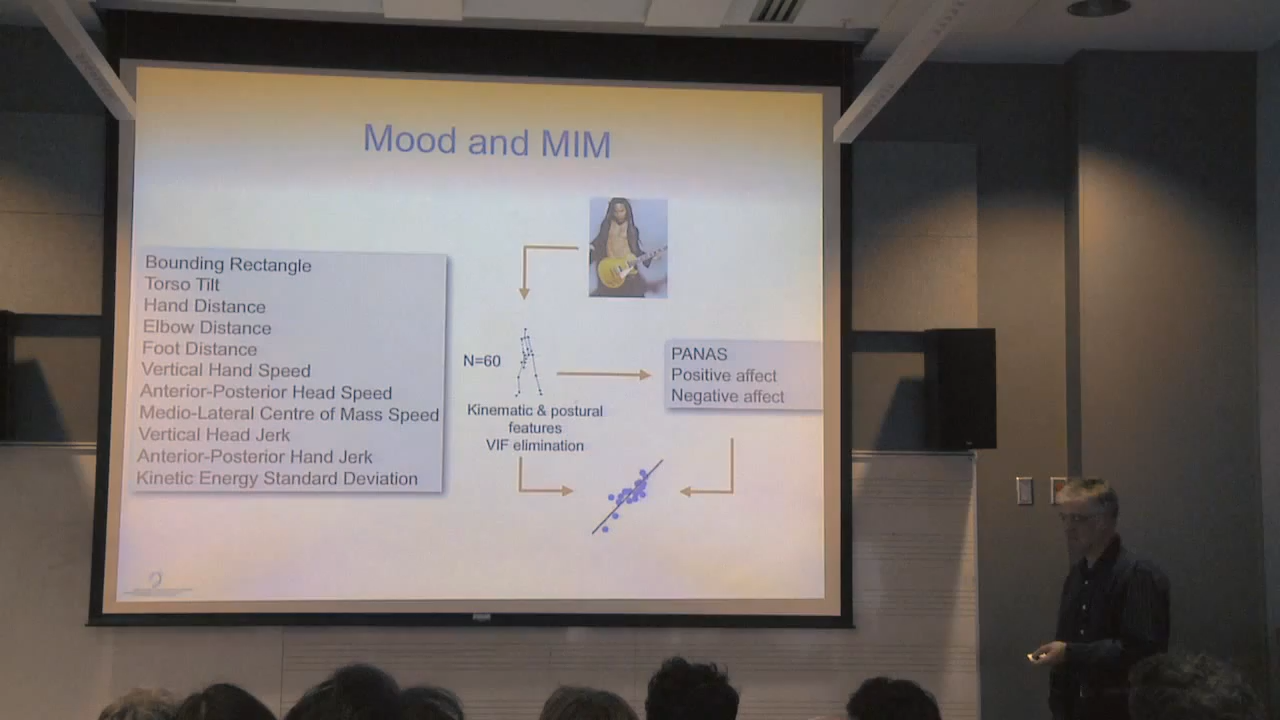 Mood and MIM
Bounding Rectangle
Torso Tilt
Hand Distance
Elbow Distance
Foot Distance
Vertical Hand Speed
Anterior-Posterior Head Speed
Medio-Lateral Centre of Mass Speed
Vertical Head Jerk
Anterior-Posterior Hand Jerk
Kinetic Energy Standard Deviation
N=60
Kinematic & postural
features
VIF elimination
PANAS
Positive affect
Negative affect